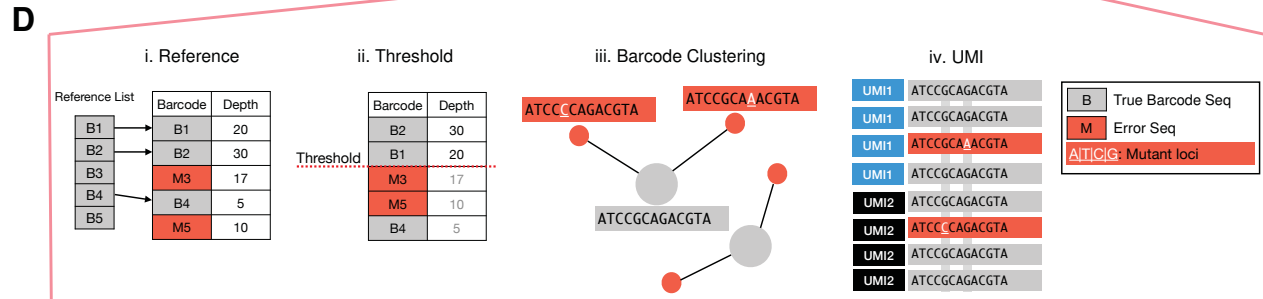 D
i. Reference
Reference List
B1
B2
B3
B4
B5
Barcode Depth
B1 20
B2 30
M3 17
B4 5
M5 10
ii. Threshold
Barcode Depth
B2 30
B1 20
Threshold
M3 17
M5 10
B4 5
iii. Barcode Clustering
ATCCCCAGACGTA
ATCCGCAAACGTA
ATCCGCAGACGTA
iv. UMI
UMI1 ATCCGCAGACGTA
UMI1 ATCCGCAGACGTA
UMI1 ATCCGCAAACGTA
UMI1 ATCCGCAGACGTA
UMI2 ATCCGCAGACGTA
UMI2 ATCCCCAGACGTA
UMI2 ATCCGCAGACGTA
UMI2 ATCCGCAGACGTA
B True Barcode Seq
M Error Seq
A|T|C|G: Mutant loci